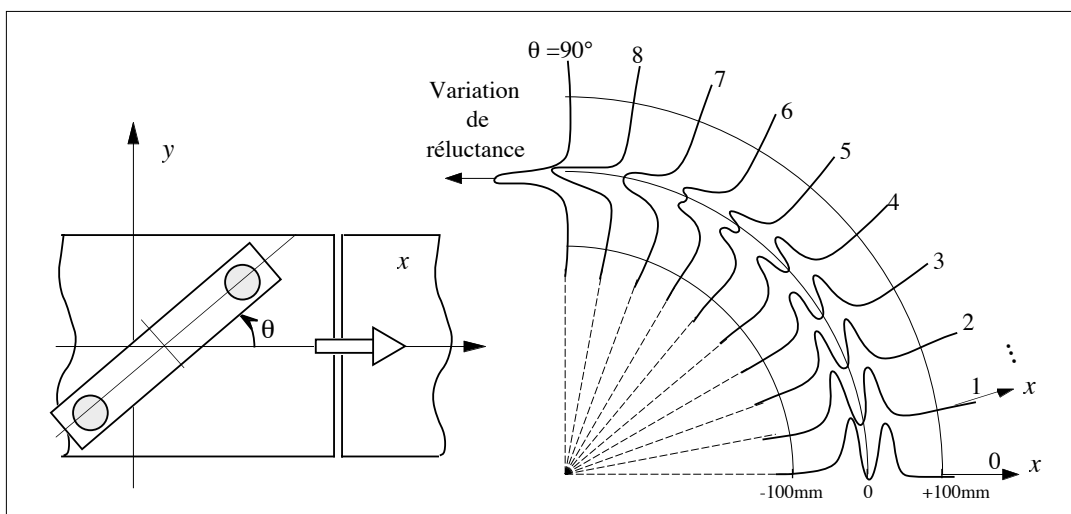 y
x
θ
Variation
de
réluctance
θ =90°
8
7
6
5
4
3
2
1
x
0
x
-100mm
0
+100mm